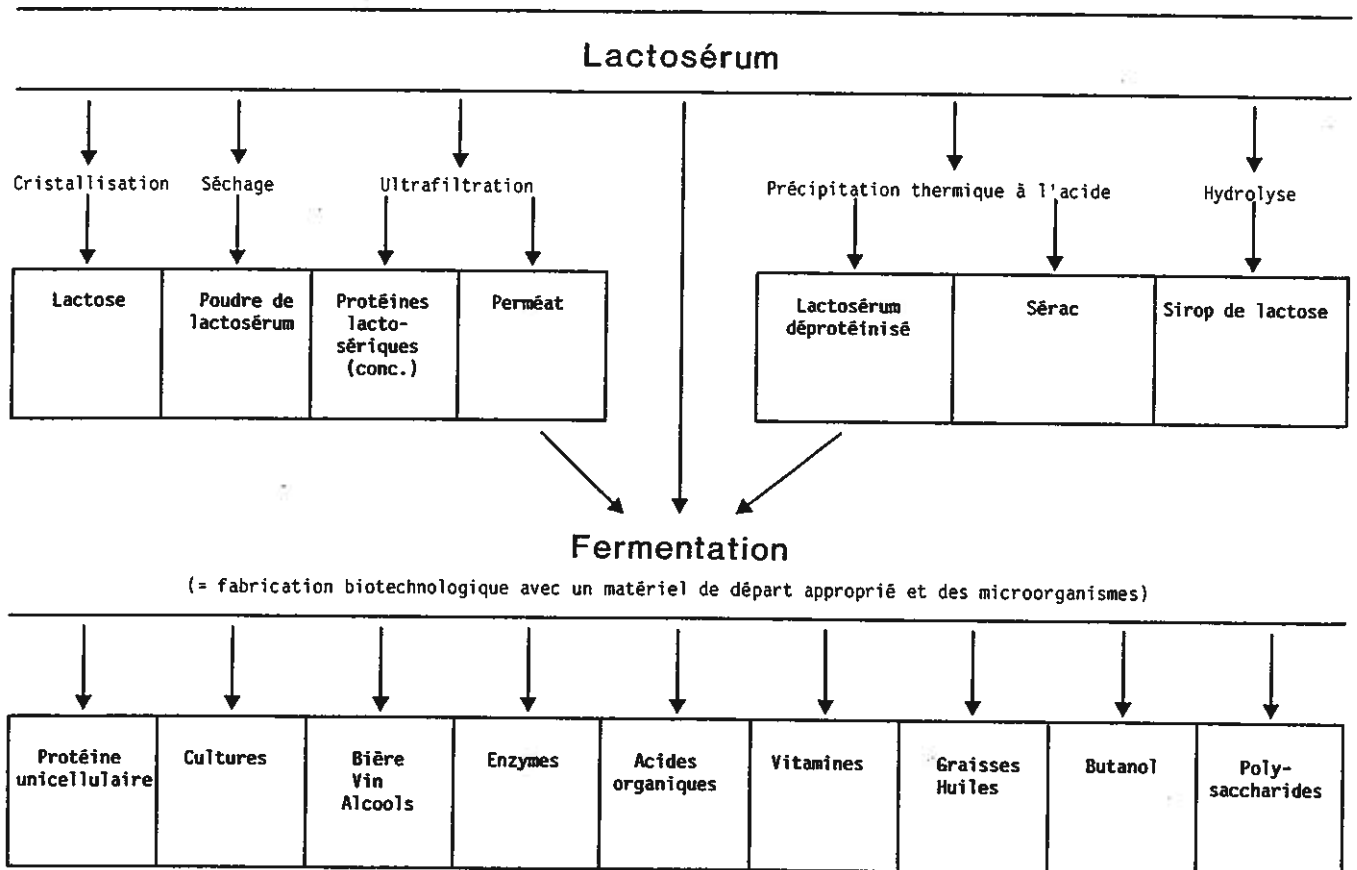 Lactosérum
Cristallisation
Séchage
Ultrafiltration
Précipitation thermique à l'acide
Hydrolyse
Lactose
Poudre de
lactosérum
Protéines
lacto-
sériques
(conc.)
Perméat
Lactosérum
déprotéinisé
Sérac
Sirop de lactose
Fermentation
(= fabrication biotechnologique avec un matériel de départ approprié et des microorganismes)
Protéine
unicellulaire
Cultures
Bière
Vin
Alcools
Enzymes
Acides
organiques
Vitamines
Graisses
Huiles
Butanol
Poly-
saccharides